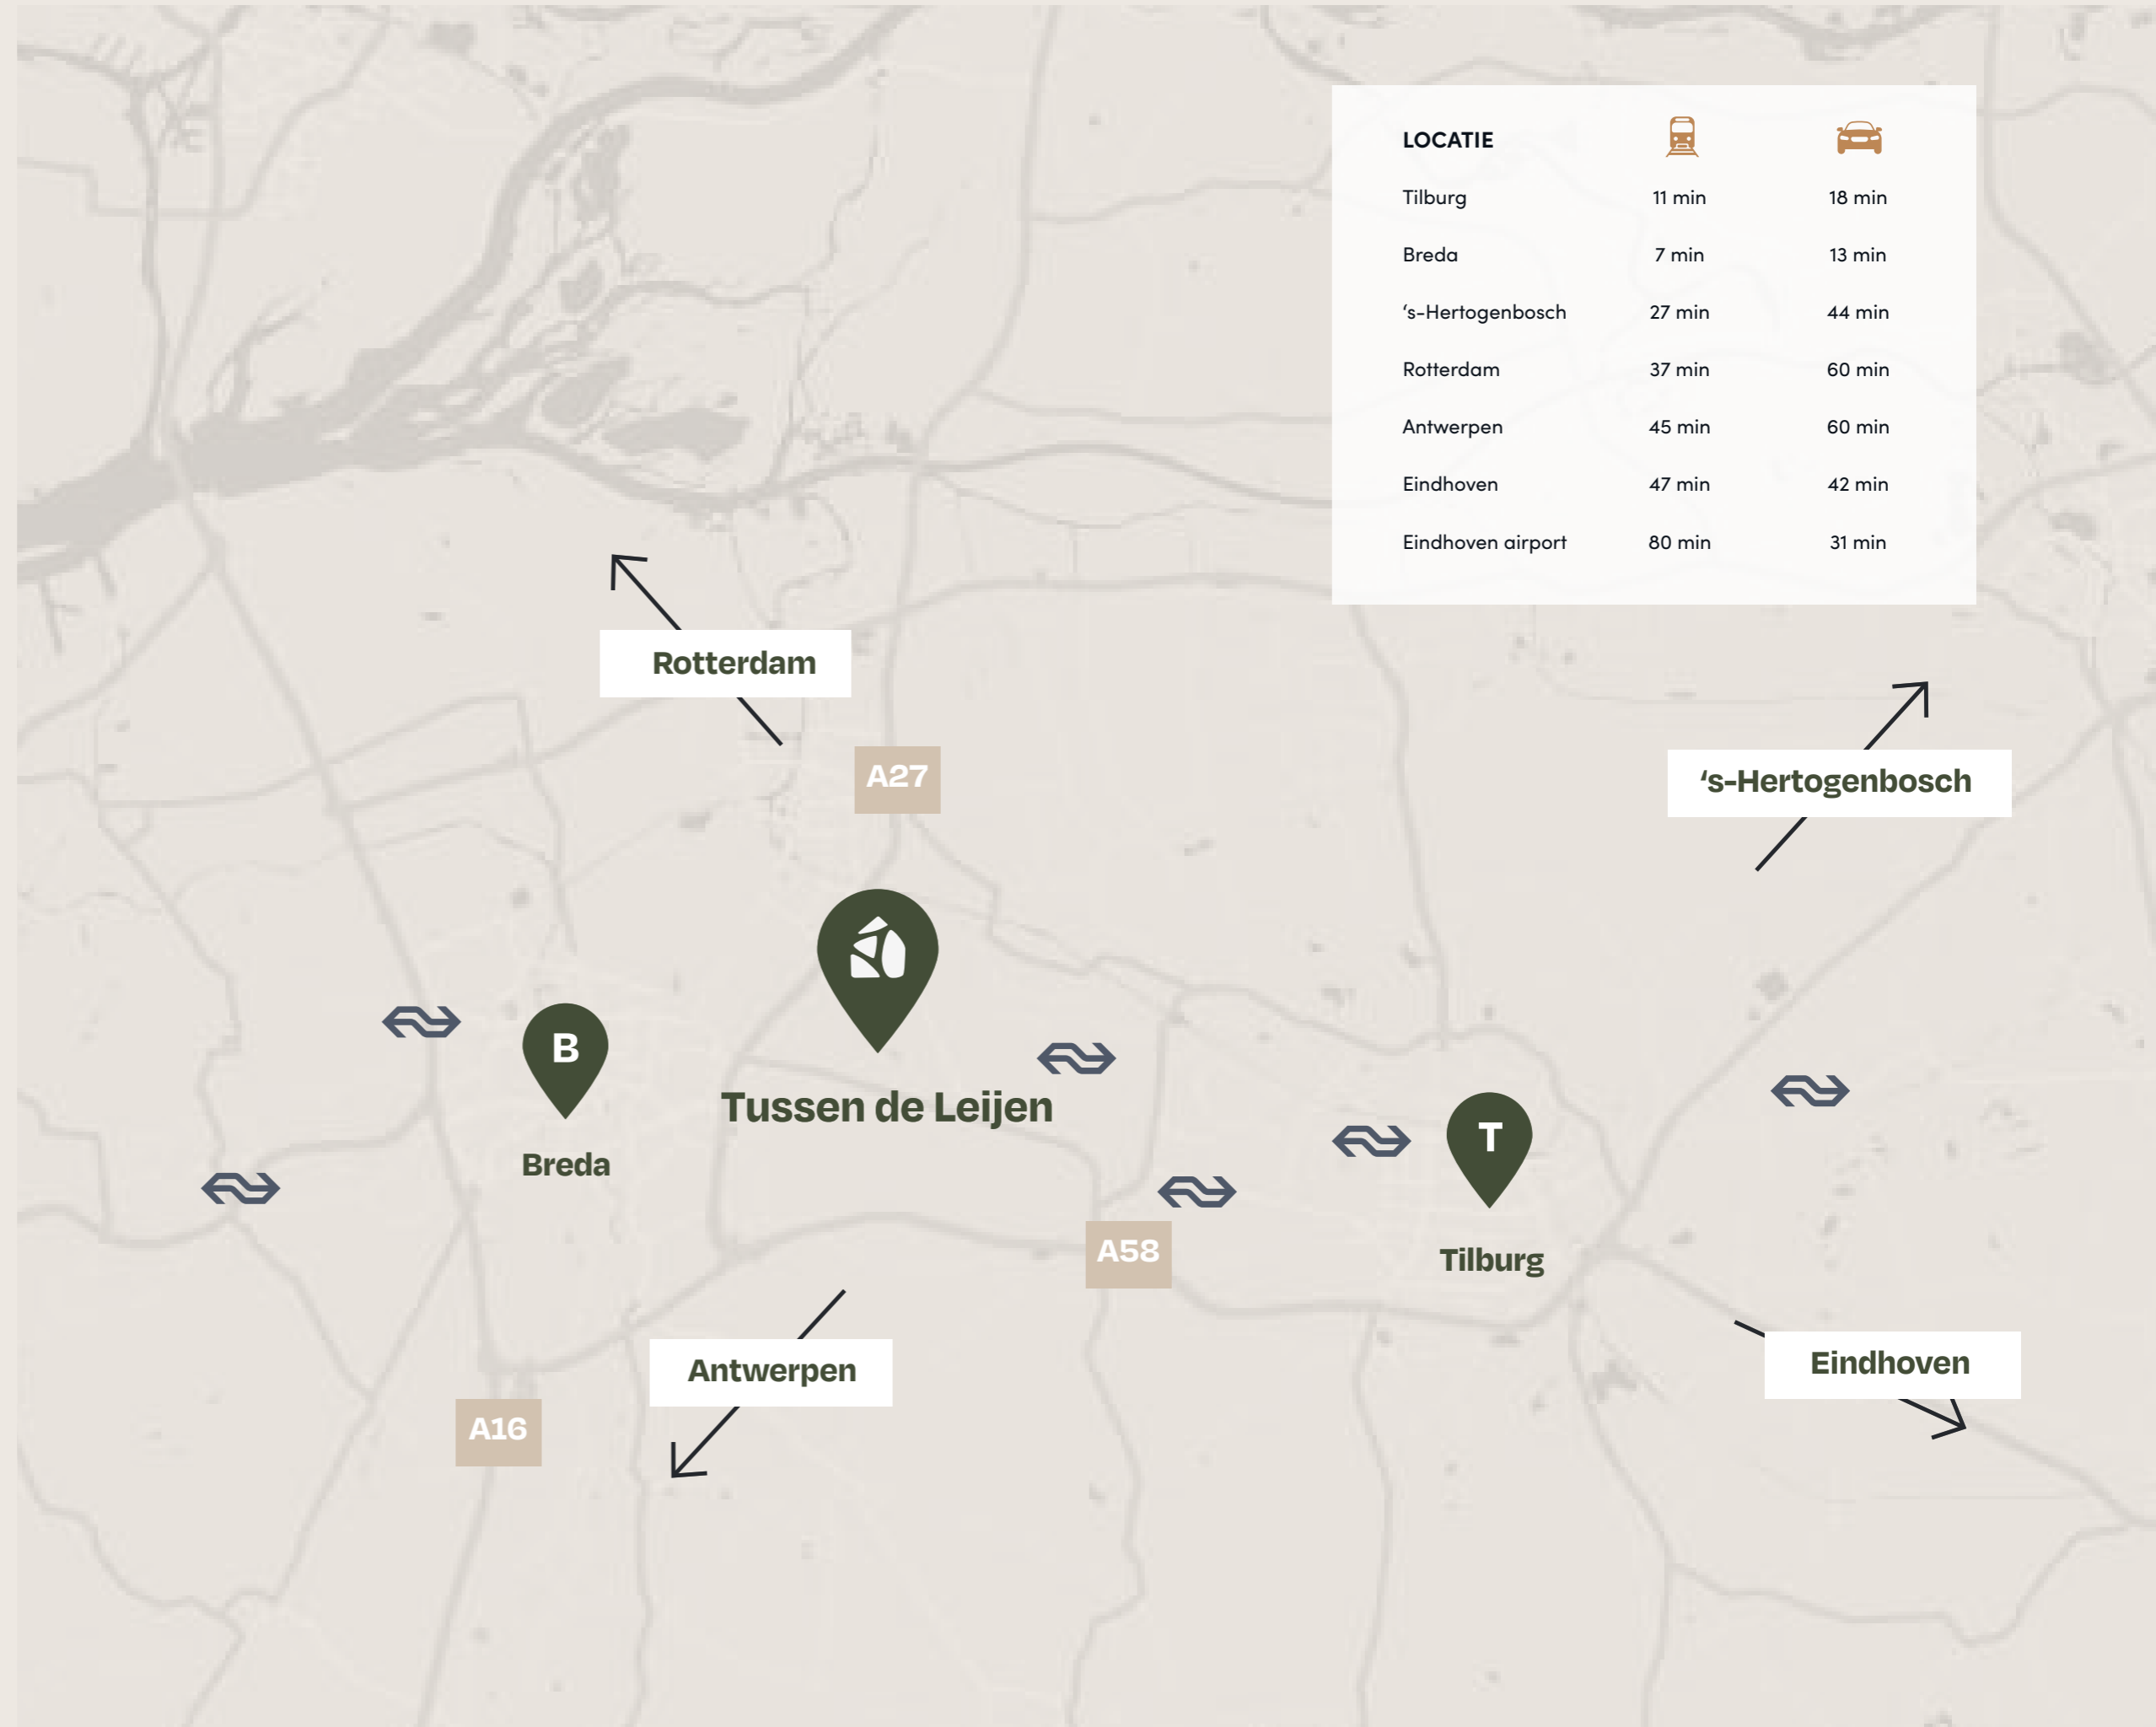 LOCATIE
Tilburg 11 min 18 min
Breda 7 min 13 min
‘s-Hertogenbosch 27 min 44 min
Rotterdam 37 min 60 min
Antwerpen 45 min 60 min
Eindhoven 47 min 42 min
Eindhoven airport 80 min 31 min
Rotterdam
A27
‘s-Hertogenbosch
B
Breda
Tussen de Leijen
T
Tilburg
A58
Antwerpen
Eindhoven
A16